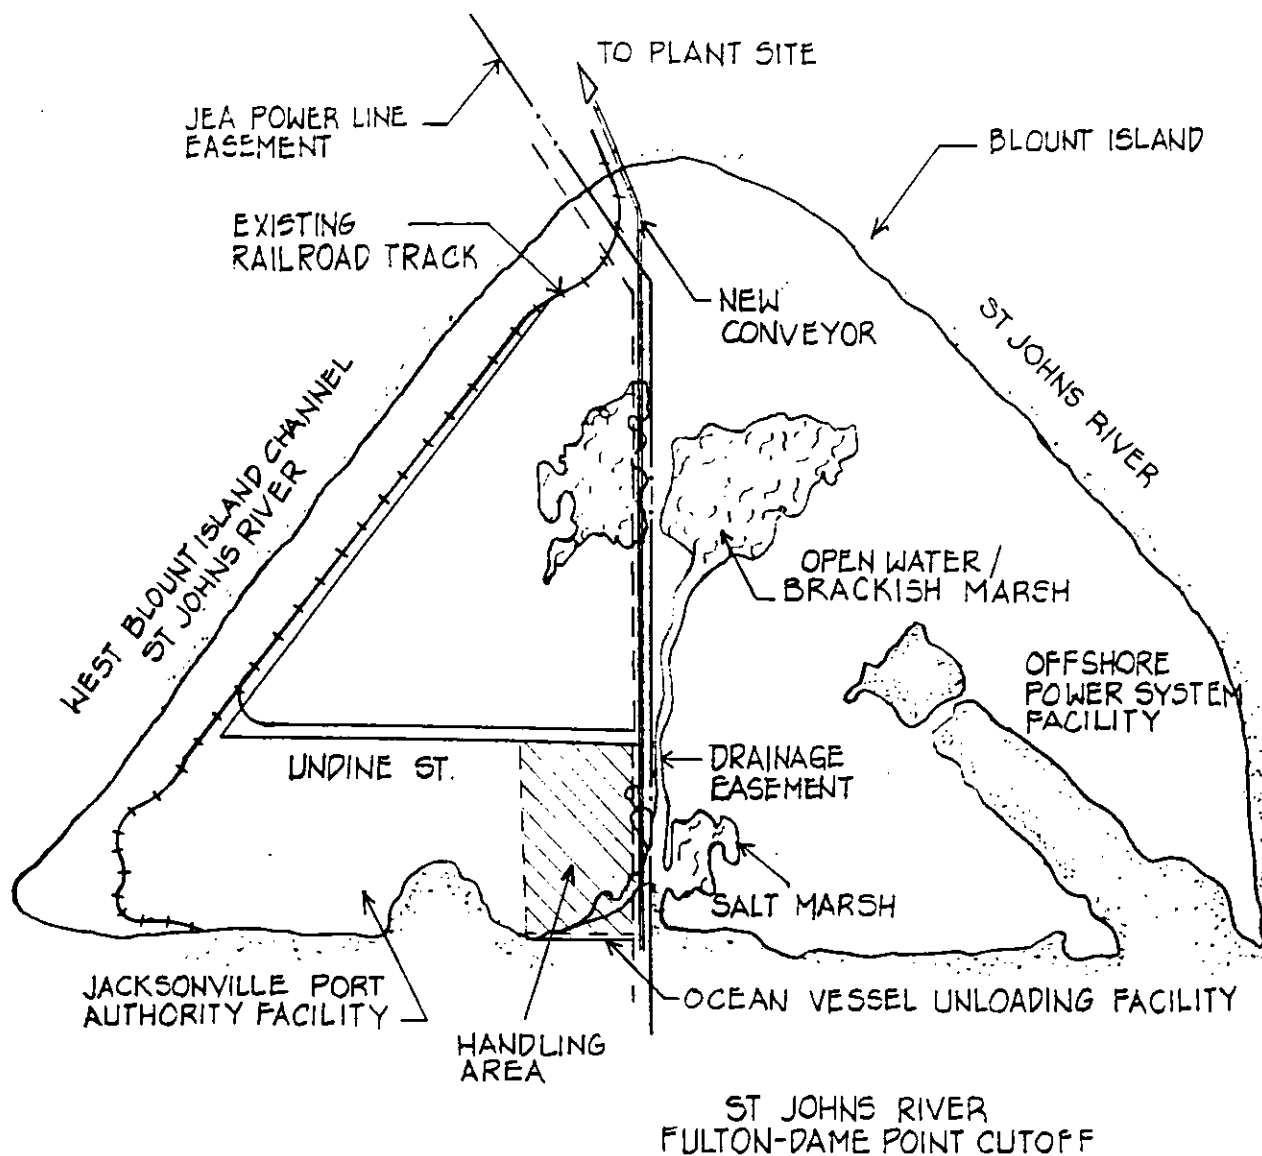 TO PLANT SITE
JEA POWER LINE
EASEMENT
BLOUNT ISLAND
EXISTING
RAILROAD TRACK
NEW
CONVEYOR
ST JOHNS RIVER
WEST BLOUNT ISLAND CHANNEL
ST JOHNS RIVER
OPEN WATER/
BRACKISH MARSH
OFFSHORE
POWER SYSTEM
FACILITY
UNDINE ST.
DRAINAGE
EASEMENT
SALT MARSH
JACKSONVILLE PORT
AUTHORITY FACILITY
OCEAN VESSEL UNLOADING FACILITY
HANDLING
AREA
ST JOHNS RIVER
FULTON-DAME POINT CUTOFF